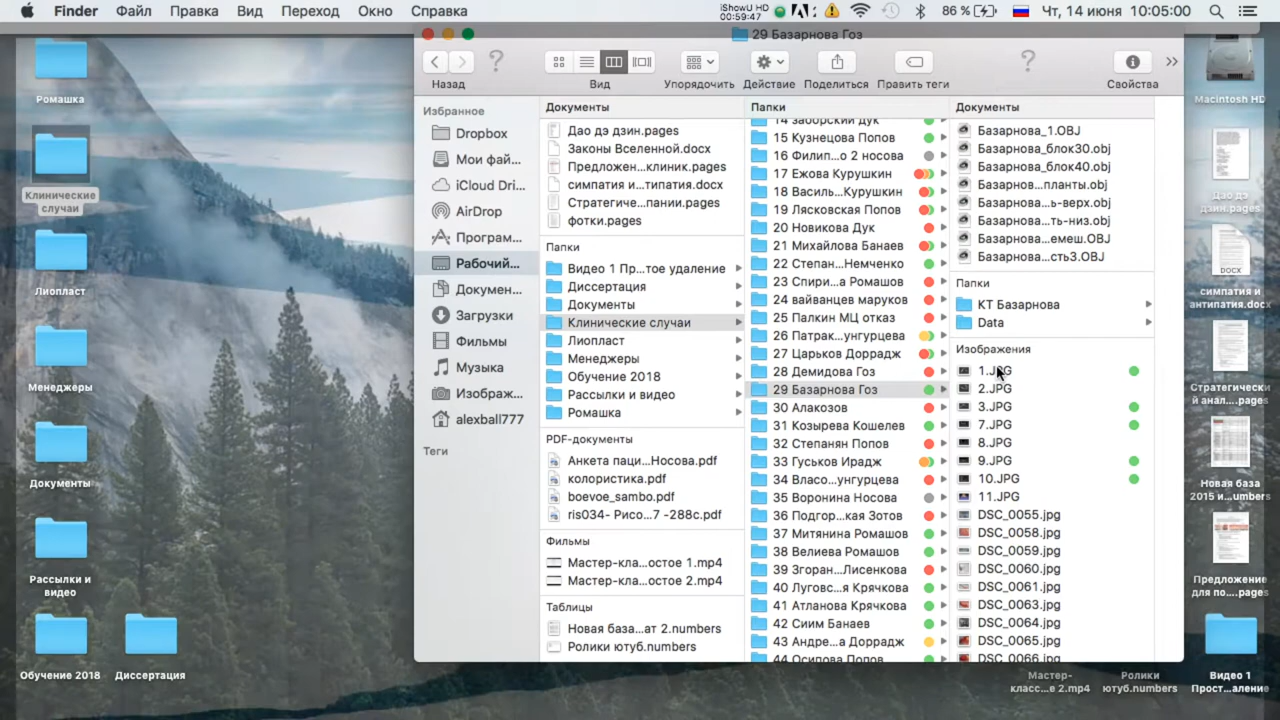 Finder Файл Правка Вид Переход Окно Справка
iShowU HD
00:59:47
86 %
Чт, 14 июня 10:05:00
29 Базарнова Гоз
Назад
Вид
Упорядочить
Действие
Поделиться
Править теги
Свойства
Избранное
Dropbox
Мои фай...
iCloud Dri...
AirDrop
Програм...
Рабочий...
Докумен...
Загрузки
Фильмы
Музыка
Изображ...
alexball777
Теги
Документы
Дао дэ дзин.pages
Законы Вселенной.docx
Предложен...клиник.pages
симпатия и...типатия.docx
Стратегиче...пании.pages
фотки.pages
Папки
Видео 1 Пр...тое удаление
Диссертация
Документы
Клинические случаи
Лиопласт
Менеджеры
Обучение 2018
Рассылки и видео
Ромашка
PDF-документы
Анкета паци...Носова.pdf
колористика.pdf
boevoe_sambo.pdf
ris034- Рисо...7 -288c.pdf
Фильмы
Мастер-кла...остое 1.mp4
Мастер-кла...остое 2.mp4
Таблицы
Новая база...ат 2.numbers
Ролики ютуб.numbers
Папки
14 заборский дук
15 Кузнецова Попов
16 Филип...о 2 носова
17 Ежова Курушкин
18 Василь...Курушкин
19 Лясковская Попов
20 Новикова Дук
21 Михайлова Банаев
22 Степан...Немченко
23 Спири...а Ромашов
24 вайванцев маруков
25 Палкин МЦ отказ
26 Патрак...унгурцева
27 Царьков Доррадж
28 Демидова Гоз
29 Базарнова Гоз
30 Алакозов
31 Козырева Кошелев
32 Степанян Попов
33 Гуськов Ирадж
34 Власо...унгурцева
35 Воронина Носова
36 Подгор...кая Зотов
37 Митянина Ромашов
38 Велиева Ромашов
39 Згоран...Лисенкова
40 Луговс...я Крячкова
41 Атланова Крячкова
42 Сиим Банаев
43 Андре...а Доррадж
44 Осипова Попов
Документы
Базарнова_1.OBJ
Базарнова_блок30.obj
Базарнова_блок40.obj
Базарнов...планты.obj
Базарнова...ь-верх.obj
Базарнова...ть-низ.obj
Базарнова...емеш.OBJ
Базарнова...сть3.OBJ
Папки
КТ Базарнова
Data
Изображения
1.JPG
2.JPG
3.JPG
7.JPG
8.JPG
9.JPG
10.JPG
11.JPG
DSC_0055.jpg
DSC_0058.jpg
DSC_0059.jpg
DSC_0060.jpg
DSC_0061.jpg
DSC_0063.jpg
DSC_0064.jpg
DSC_0065.jpg
DSC_0066.jpg
Ромашка
Клинические
случаи
Лиопласт
Менеджеры
Документы
Рассылки и
видео
Обучение 2018
Диссертация
Macintosh HD
Дао дэ
дзин.pages
DOCX
симпатия и
антипатия.docx
Стратегически
й анал....pages
Новая база
2015 и...umbers
Предложение
для по....pages
Мастер-
класс...е 2.mp4
Ролики
ютуб.numbers
Видео 1
Прост...аление